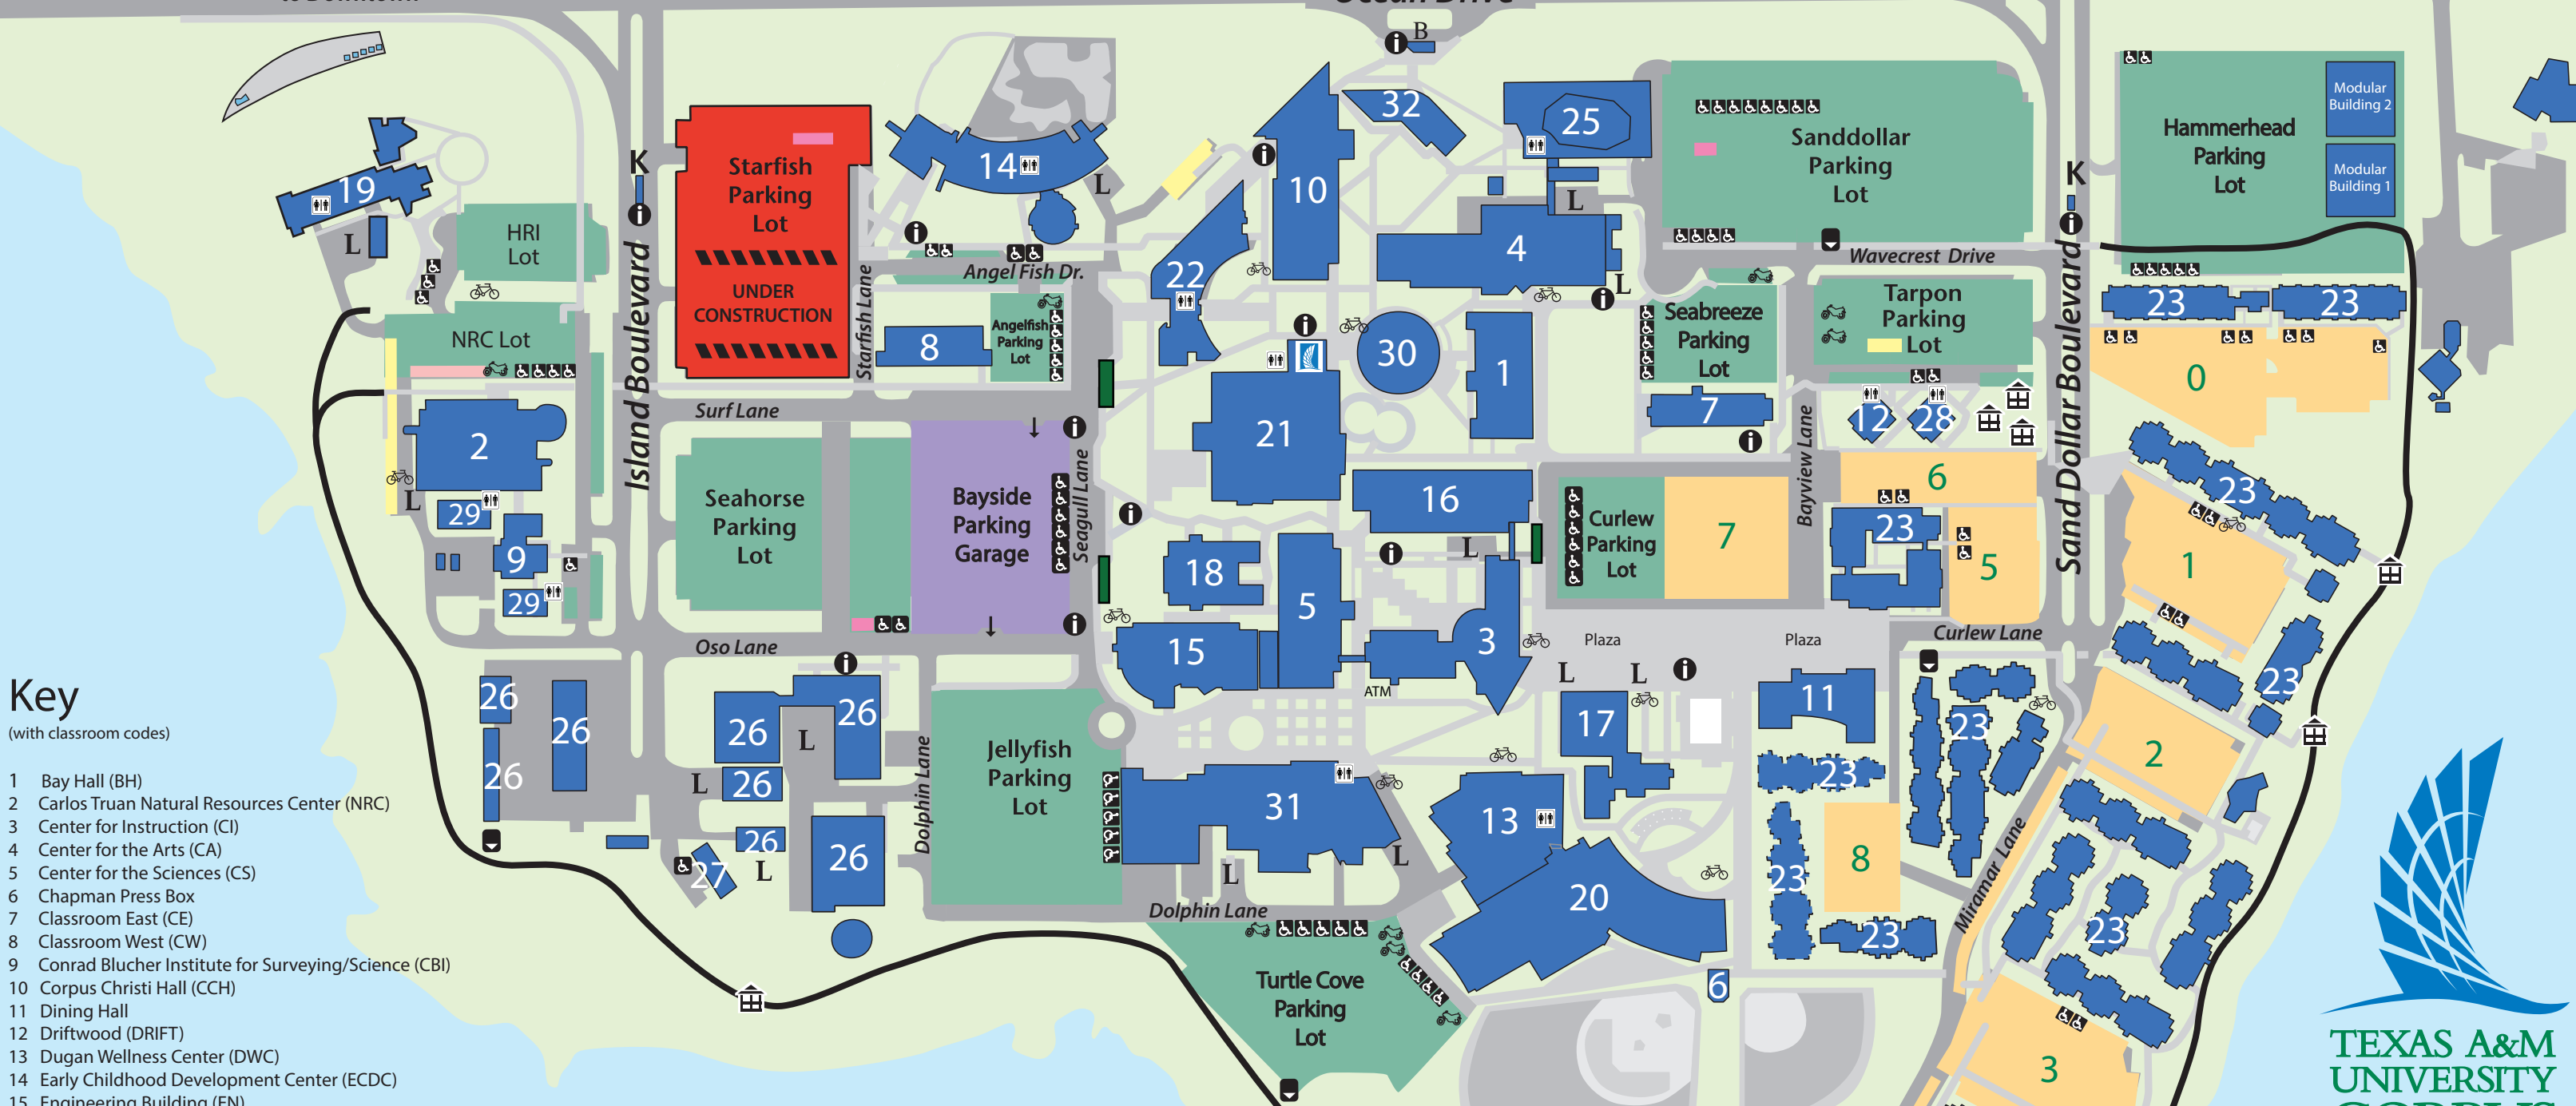 Ocean Drive
to Downtown
B
32
25
Modular
Building 2
Modular
Building 1
Hammerhead
Parking
Lot
Sanddollar
Parking
Lot
Starfish
Parking
Lot
UNDER
CONSTRUCTION
K
K
14
L
10
19
L
HRI
Lot
Island Boulevard
Starfish Lane
Angel Fish Dr.
22
4
L
L
Wavecrest Drive
Sand Dollar Boulevard
23
23
NRC Lot
8
Angelfish
Parking
Lot
30
1
Seabreeze
Parking
Lot
Tarpon
Parking
Lot
0
Surf Lane
7
12
28
Bayview Lane
2
L
21
6
29
9
29
Seahorse
Parking
Lot
Bayside
Parking
Garage
Seagull Lane
16
L
Curlew
Parking
Lot
7
23
5
23
1
18
5
15
3
ATM
Plaza
Plaza
Curlew Lane
Oso Lane
26
26
26
26
26
L
L
26
26
27
L
26
Dolphin Lane
Jellyfish
Parking
Lot
L
L
17
11
23
23
2
31
L
L
13
20
23
23
8
23
Miramar Lane
23
23
6
3
Dolphin Lane
Turtle Cove
Parking
Lot
Key
(with classroom codes)
1 Bay Hall (BH)
2 Carlos Truan Natural Resources Center (NRC)
3 Center for Instruction (CI)
4 Center for the Arts (CA)
5 Center for the Sciences (CS)
6 Chapman Press Box
7 Classroom East (CE)
8 Classroom West (CW)
9 Conrad Blucher Institute for Surveying/Science (CBI)
10 Corpus Christi Hall (CCH)
11 Dining Hall
12 Driftwood (DRIFT)
13 Dugan Wellness Center (DWC)
14 Early Childhood Development Center (ECDC)
15 Engineering Building (EN)
TEXAS A&M
UNIVERSITY
CORPUS